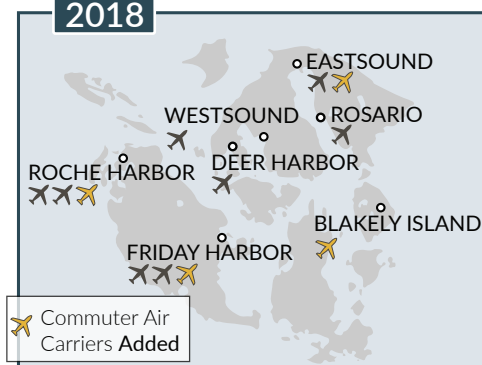 2018
EASTSOUND
WESTSOUND
ROSARIO
DEER HARBOR
ROCHE HARBOR
BLAKELY ISLAND
FRIDAY HARBOR
Commuter Air
Carriers Added